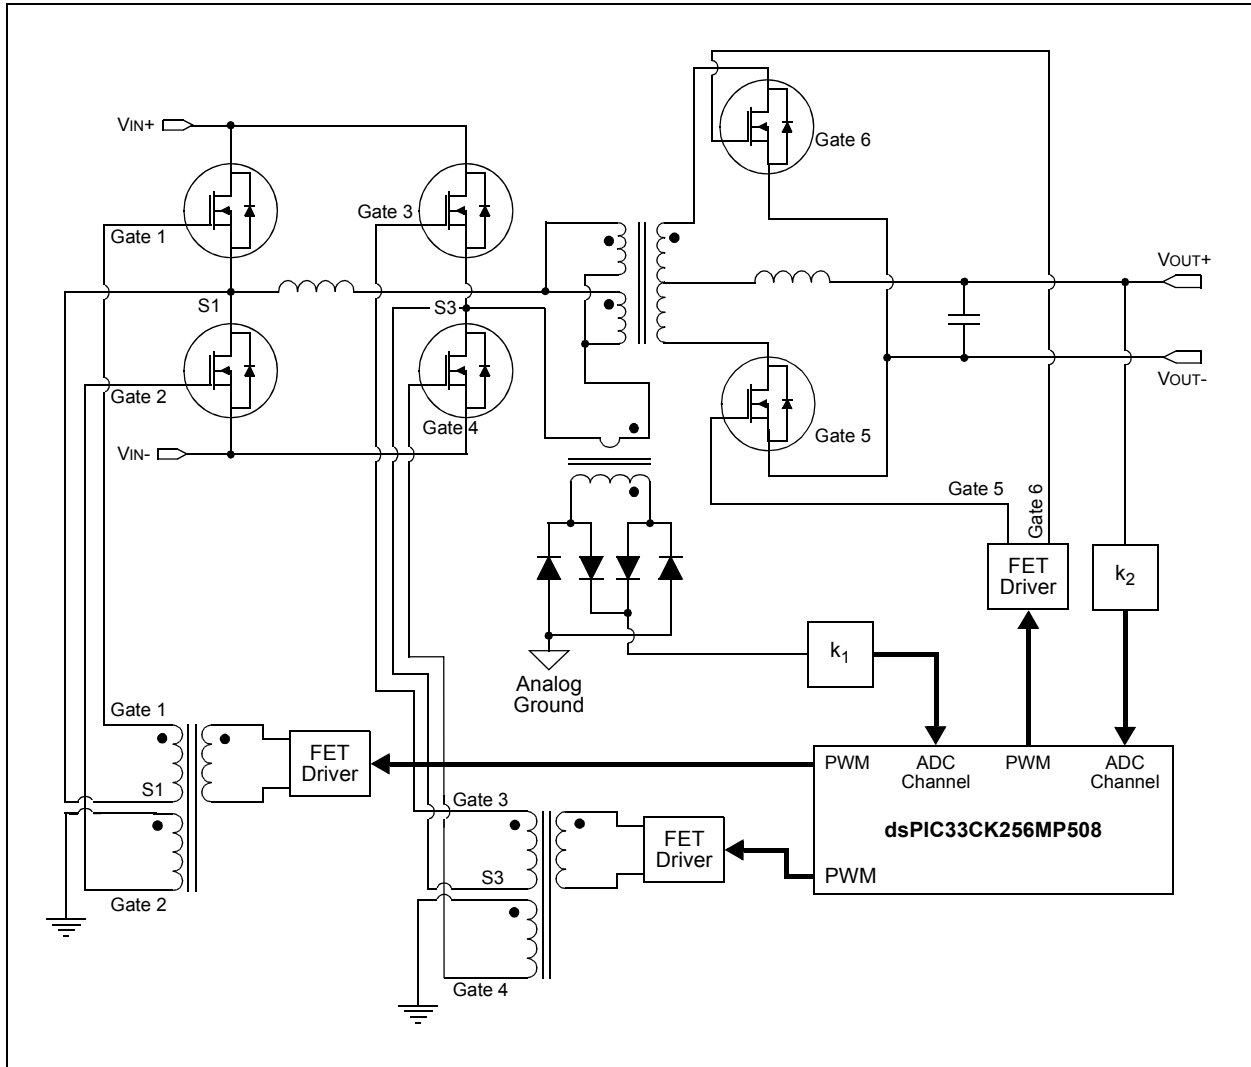 VIN+
Gate 6
Gate 3
Gate 1
VOUT+
S1
S3
Gate 2
VOUT-
Gate 4
Gate 5
VIN-
Gate 5
Gate 6
FET
Driver
k2
k1
Analog
Ground
Gate 1
FET
Driver
PWM
ADC
Channel
PWM
ADC
Channel
S1
Gate 3
dsPIC33CK256MP508
FET
Driver
PWM
S3
Gate 2
Gate 4